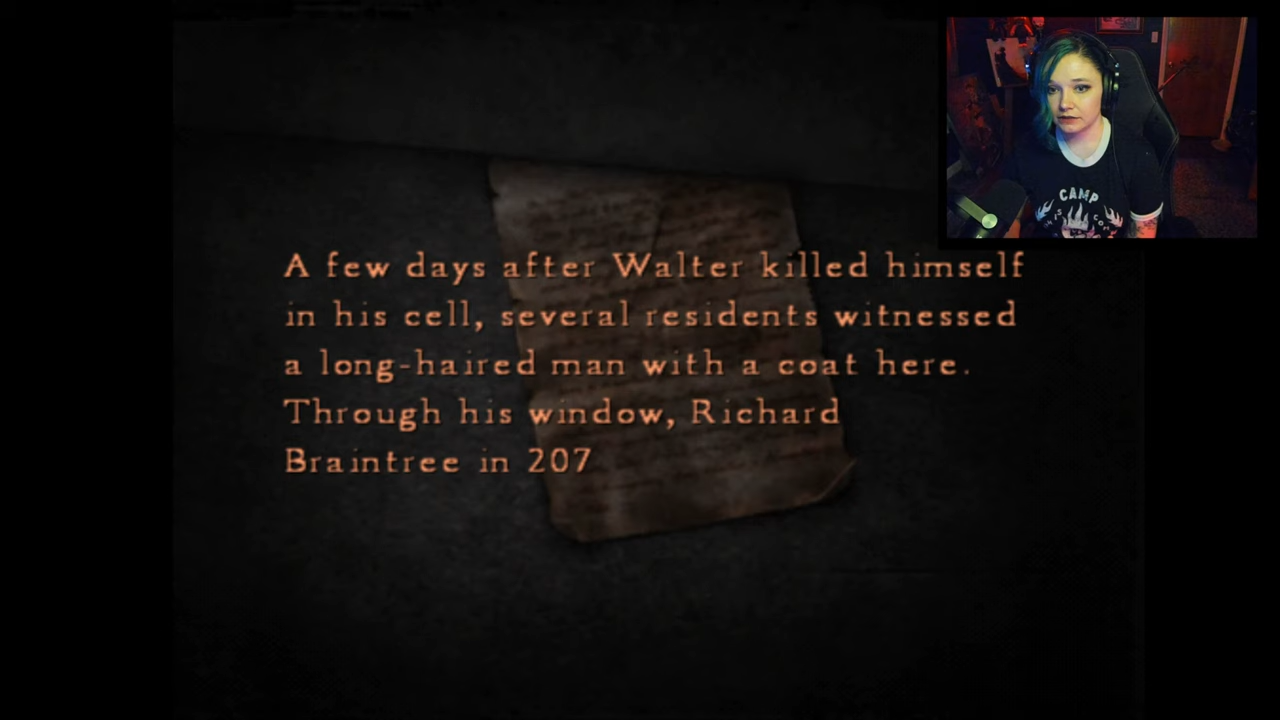 A few days after Walter killed himself
in his cell, several residents witnessed
a long-haired man with a coat here.
Through his window, Richard
Braintree in 207
CAMP